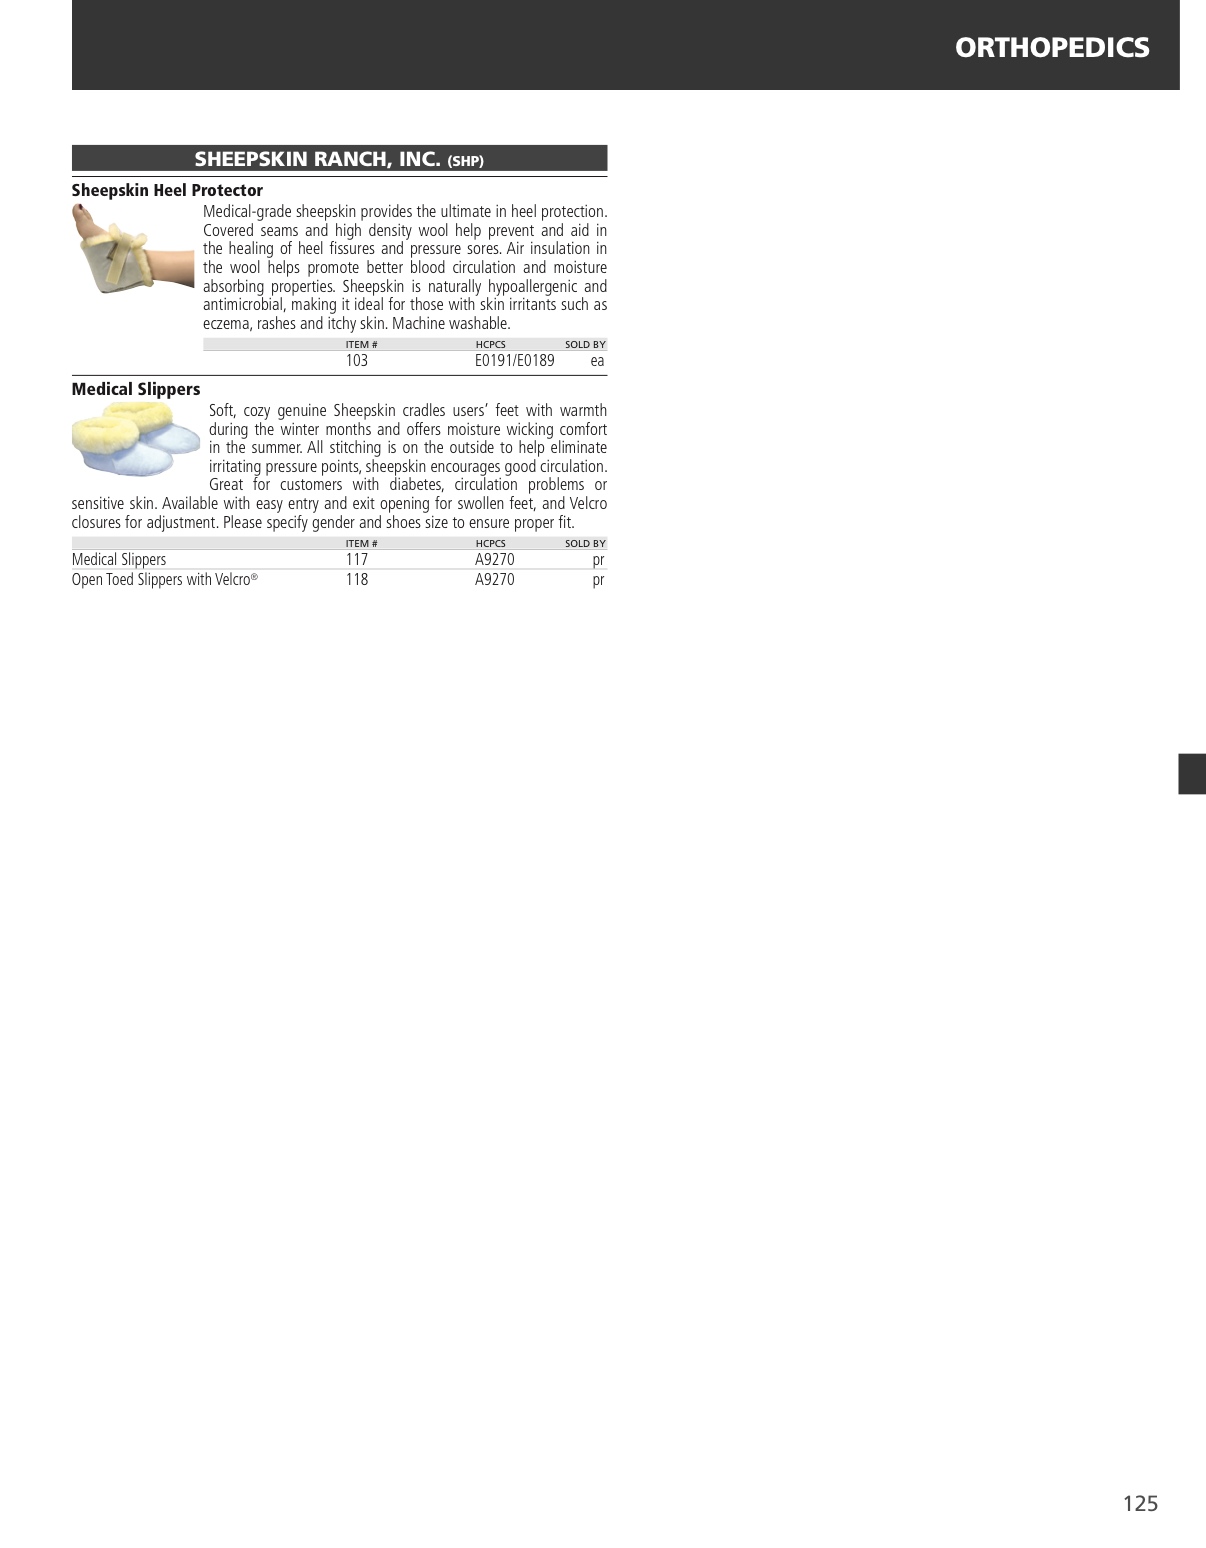 ORTHOPEDICS
SHEEPSKIN RANCH, INC. (SHP)
Sheepskin Heel Protector
Medical-grade sheepskin provides the ultimate in heel protection.
Covered seams and high density wool help prevent and aid in
the healing of heel fissures and pressure sores. Air insulation in
the wool helps promote better blood circulation and moisture
absorbing properties. Sheepskin is naturally hypoallergenic and
antimicrobial, making it ideal for those with skin irritants such as
eczema, rashes and itchy skin. Machine washable.
ITEM # HCPCS SOLD BY
103 E0191/E0189 ea
Medical Slippers
Soft, cozy genuine Sheepskin cradles users’ feet with warmth
during the winter months and offers moisture wicking comfort
in the summer. All stitching is on the outside to help eliminate
irritating pressure points, sheepskin encourages good circulation.
Great for customers with diabetes, circulation problems or
sensitive skin. Available with easy entry and exit opening for swollen feet, and Velcro
closures for adjustment. Please specify gender and shoes size to ensure proper fit.
ITEM # HCPCS SOLD BY
Medical Slippers 117 A9270 pr
Open Toed Slippers with Velcro® 118 A9270 pr
125